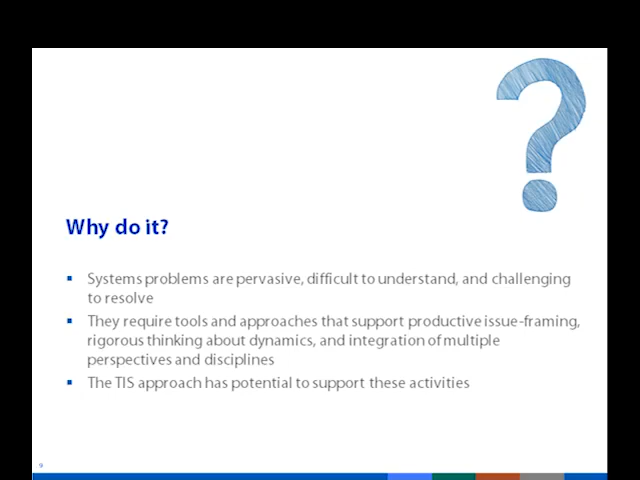 Why do it?
Systems problems are pervasive, difficult to understand, and challenging
to resolve
They require tools and approaches that support productive issue-framing,
rigorous thinking about dynamics, and integration of multiple
perspectives and disciplines
The TIS approach has potential to support these activities
9